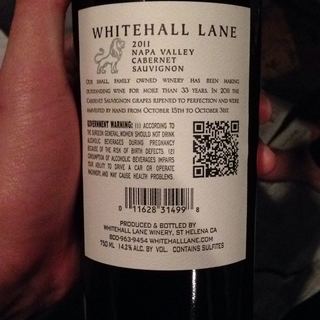 WHITEHALL LANE
2011
NAPA VALLEY
CABERNET
SAUVIGNON
OUR SMALL, FAMILY OWNED WINERY HAS BEEN MAKING
OUTSTANDING WINE FOR MORE THAN 33 YEARS. IN 2011 THE
CABERNET SAUVIGNON GRAPES RIPENED TO PERFECTION AND WERE
HARVESTED BY HAND FROM OCTOBER 15TH TO OCTOBER 31ST.
GOVERNMENT WARNING: (1) ACCORDING TO
THE SURGEON GENERAL, WOMEN SHOULD NOT DRINK
ALCOHOLIC BEVERAGES DURING PREGNANCY
BECAUSE OF THE RISK OF BIRTH DEFECTS. (2)
CONSUMPTION OF ALCOHOLIC BEVERAGES IMPAIRS
YOUR ABILITY TO DRIVE A CAR OR OPERATE
MACHINERY, AND MAY CAUSE HEALTH PROBLEMS.
0 11628 31499 8
PRODUCED & BOTTLED BY
WHITEHALL LANE WINERY, ST HELENA CA
800-963-9454 WHITEHALLLANE.COM
750 ML 14.2% ALC. BY VOL. CONTAINS SULFITES